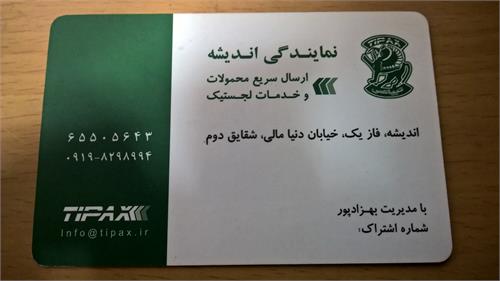 TIPAX
نمایندگی اندیشه
ارسال سریع محمولات
و خدمات لجستیک
اندیشه، فاز یک، خیابان دنیا مالی، شقایق دوم
۶۵۵۰۵۶۴۳
۰۹۱۹-۸۲۹۸۹۹۴
TIPAX
Info@tipax.ir
با مدیریت بهزادپور
شماره اشتراک: